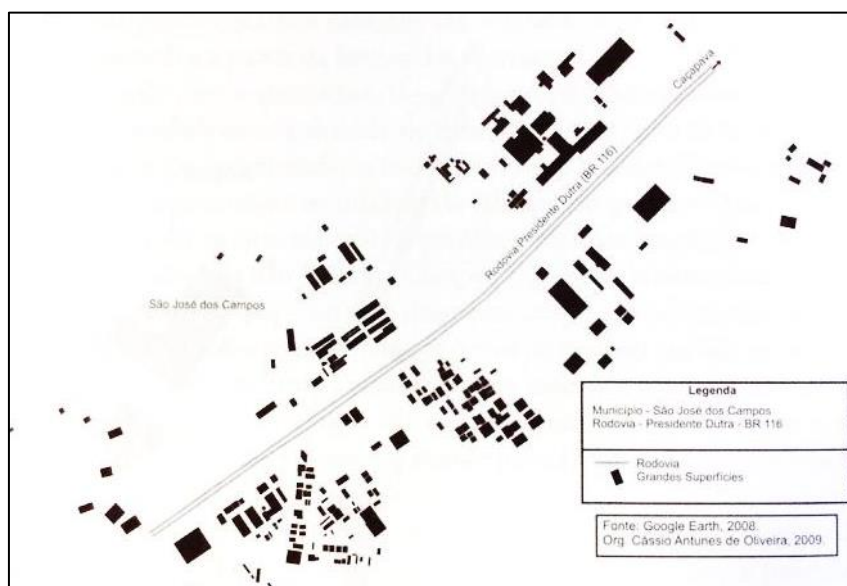 Caçapava
Rodovia Presidente Dutra (BR 116)
São José dos Campos
Legenda
Município - São José dos Campos
Rodovia - Presidente Dutra - BR 116
Rodovia
Grandes Superfícies
Fonte: Google Earth, 2008.
Org. Cássio Antunes de Oliveira, 2009.